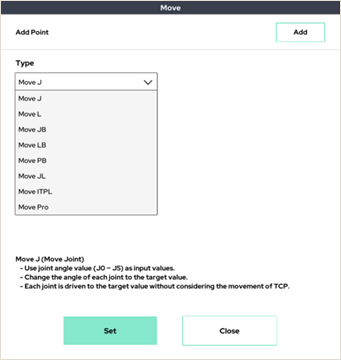 Move
Add Point
Add
Type
Move J
Move J
Move L
Move JB
Move LB
Move PB
Move JL
Move ITPL
Move Pro
Move J (Move Joint)
- Use joint angle value (J0 – J5) as input values.
- Change the angle of each joint to the target value.
- Each joint is driven to the target value without considering the movement of TCP.
Set
Close